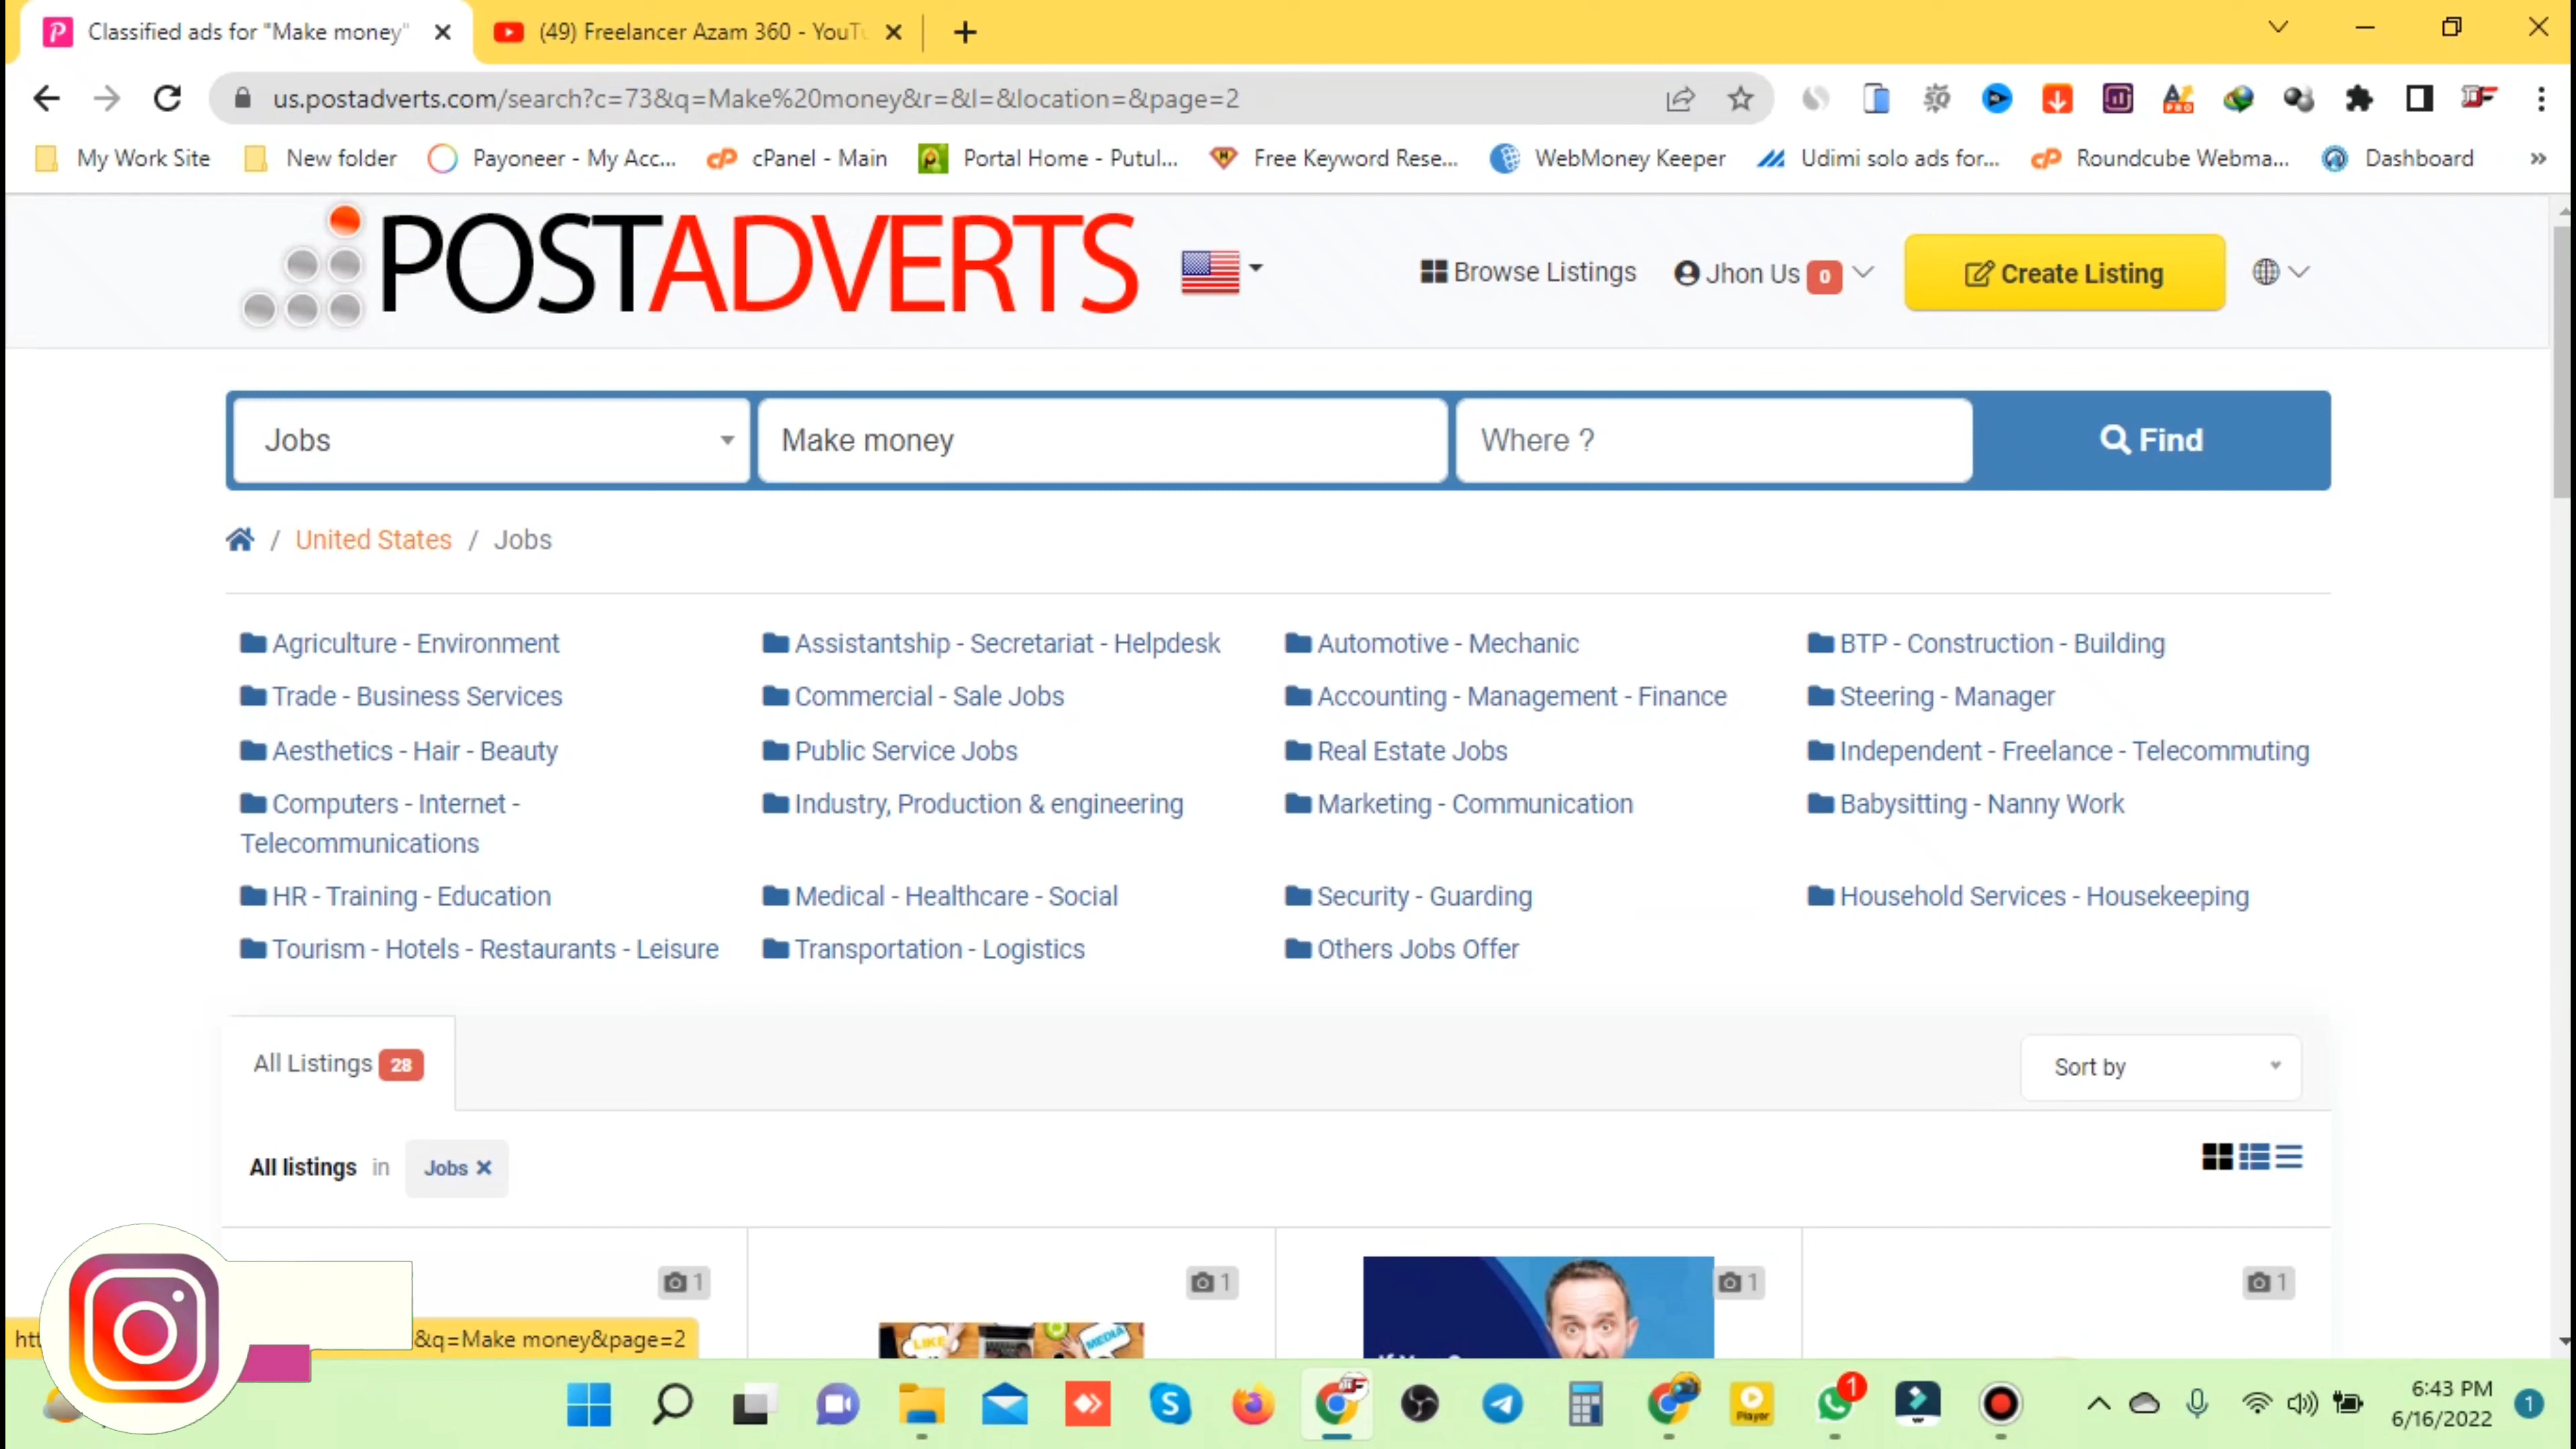 Classified ads for "Make money"
(49) Freelancer Azam 360 - YouTu
us.postadverts.com/search?c=73&q=Make%20money&r=&l=&location=&page=2
My Work Site
New folder
Payoneer - My Acc...
cPanel - Main
Portal Home - Putul...
Free Keyword Rese...
WebMoney Keeper
Udimi solo ads for...
Roundcube Webma...
Dashboard
POSTADVERTS
Browse Listings
Jhon Us 0
Create Listing
Jobs
Make money
Where ?
Find
/ United States / Jobs
Agriculture - Environment
Assistantship - Secretariat - Helpdesk
Automotive - Mechanic
BTP - Construction - Building
Trade - Business Services
Commercial - Sale Jobs
Accounting - Management - Finance
Steering - Manager
Aesthetics - Hair - Beauty
Public Service Jobs
Real Estate Jobs
Independent - Freelance - Telecommuting
Computers - Internet -
Telecommunications
Industry, Production & engineering
Marketing - Communication
Babysitting - Nanny Work
HR - Training - Education
Medical - Healthcare - Social
Security - Guarding
Household Services - Housekeeping
Tourism - Hotels - Restaurants - Leisure
Transportation - Logistics
Others Jobs Offer
All Listings 28
Sort by
All listings in Jobs
1
1
1
1
LIKE
MEDIA
htt
&q=Make money&page=2
Player
1
6:43 PM
6/16/2022
1